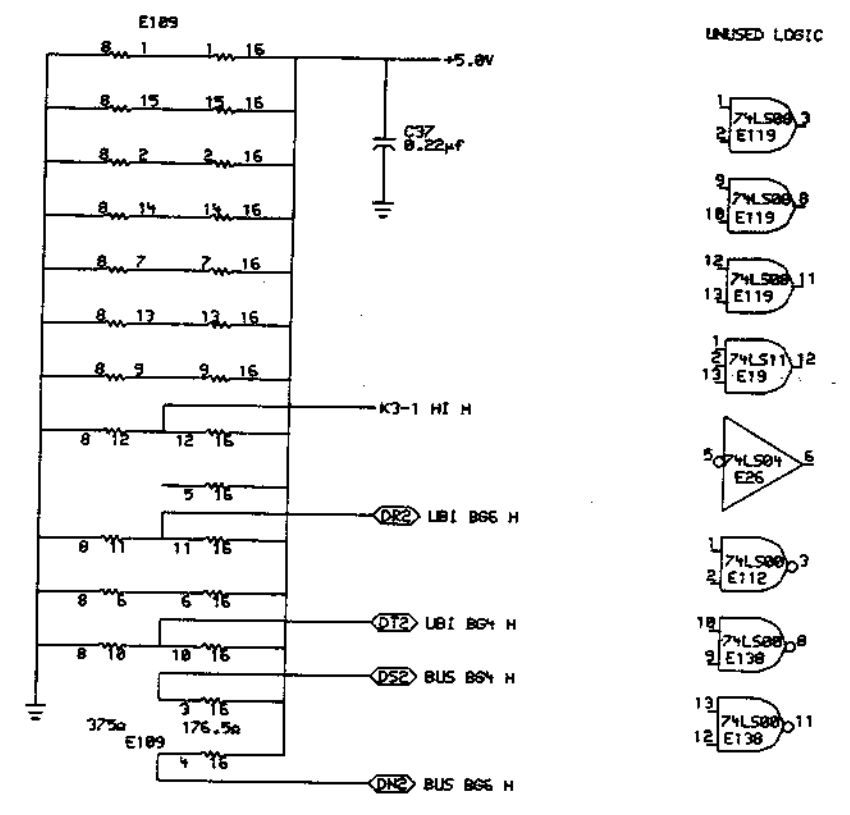 E109
8 1 1 16
+5.0V
8 15 15 16
C37
0.22µf
8 2 2 16
8 14 14 16
8 7 7 16
8 13 13 16
8 9 9 16
K3-1 HI H
8 12 12 16
5 16
DR2 UBI BG6 H
8 11 11 16
8 6 6 16
DT2 UBI BG4 H
8 10 10 16
DS2 BUS BG4 H
3 16
375Ω 176.5Ω
E109
4 16
DN2 BUS BG6 H
UNUSED LOGIC
1
74LS08 3
2 E119
9
74LS08 8
10 E119
12
74LS08 11
13 E119
1
2 74LS11 12
13 E19
5 74LS04 6
E26
1
74LS00 3
2 E112
10
74LS00 8
9 E138
13
74LS00 11
12 E138